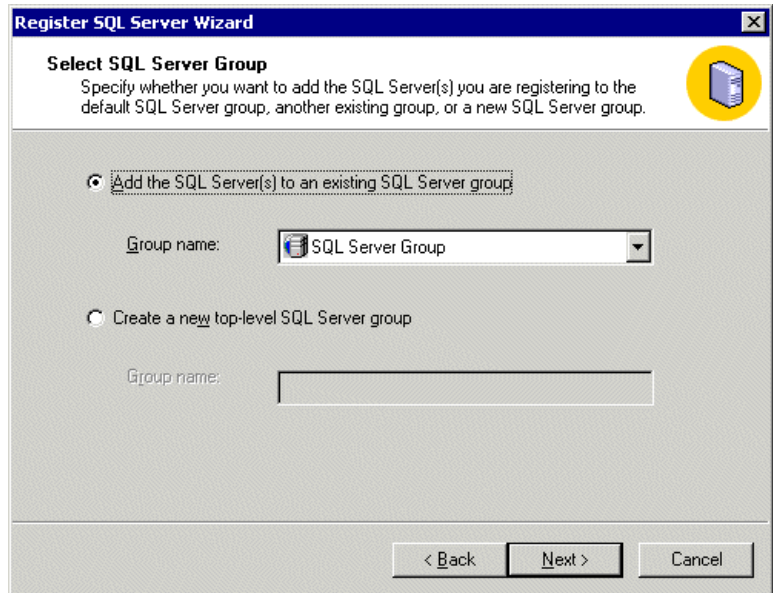 Register SQL Server Wizard
Select SQL Server Group
Specify whether you want to add the SQL Server(s) you are registering to the
default SQL Server group, another existing group, or a new SQL Server group.
Add the SQL Server(s) to an existing SQL Server group
Group name:
SQL Server Group
Create a new top-level SQL Server group
Group name:
< Back
Next >
Cancel